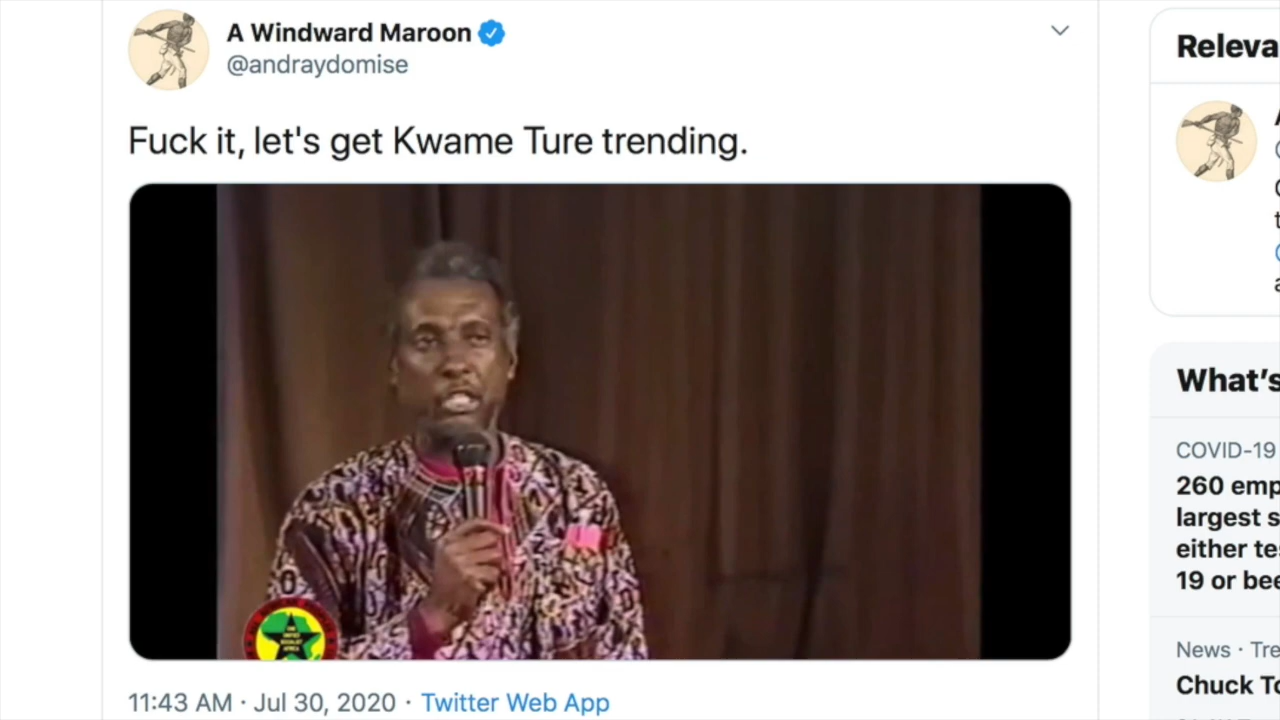 A Windward Maroon
@andraydomise
Fuck it, let's get Kwame Ture trending.
11:43 AM · Jul 30, 2020 · Twitter Web App
Releva
What's
COVID-19
260 emp
largest s
either te
19 or bee
News · Tre
Chuck To